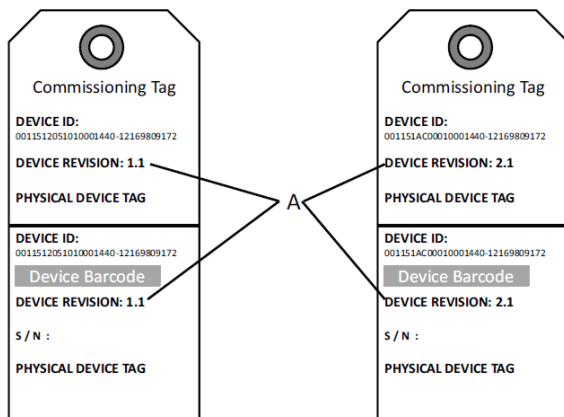 Commissioning Tag
DEVICE ID:
0011512051010001440-12169809172
DEVICE REVISION: 1.1
PHYSICAL DEVICE TAG
DEVICE ID:
0011512051010001440-12169809172
Device Barcode
DEVICE REVISION: 1.1
S / N :
PHYSICAL DEVICE TAG
A
Commissioning Tag
DEVICE ID:
001151AC00010001440-12169809172
DEVICE REVISION: 2.1
PHYSICAL DEVICE TAG
DEVICE ID:
001151AC00010001440-12169809172
Device Barcode
DEVICE REVISION: 2.1
S / N :
PHYSICAL DEVICE TAG